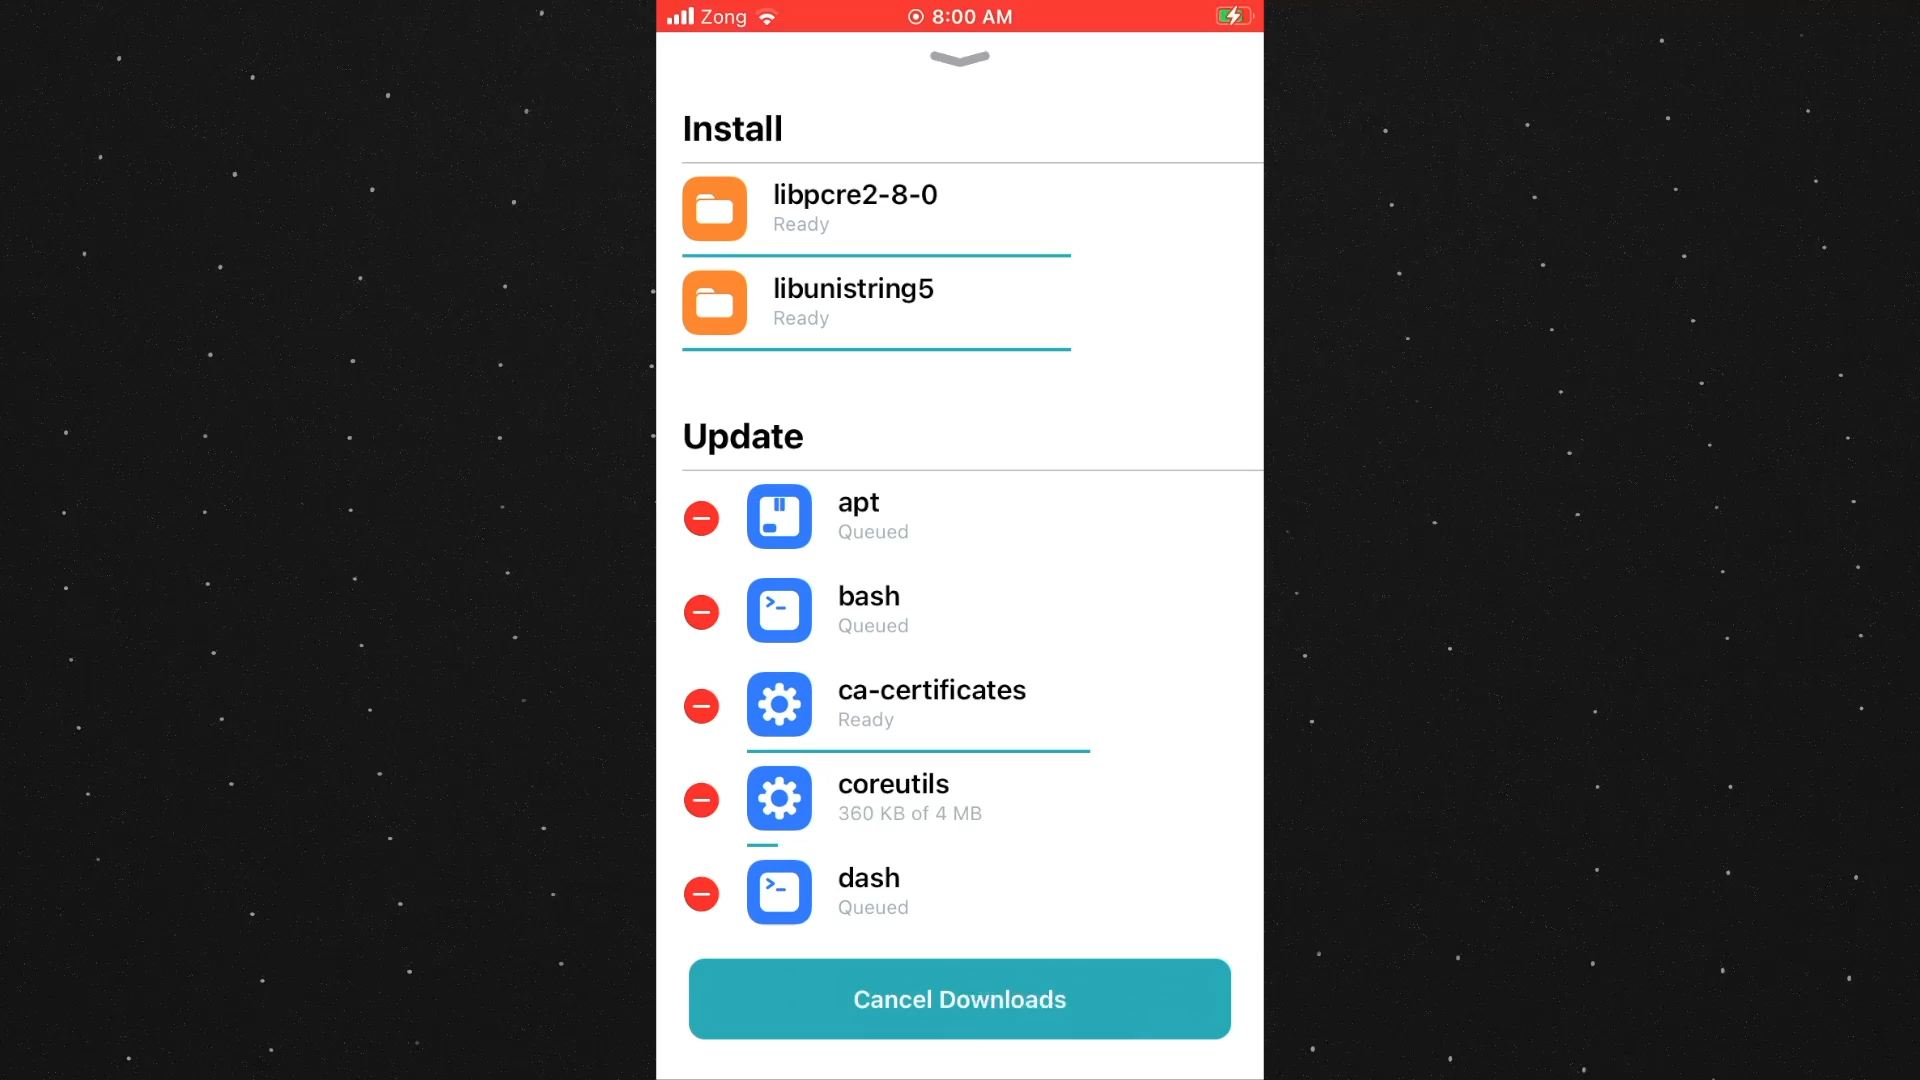 Zong 8:00 AM
Install
libpcre2-8-0
Ready
libunistring5
Ready
Update
apt
Queued
bash
Queued
ca-certificates
Ready
coreutils
360 KB of 4 MB
dash
Queued
Cancel Downloads